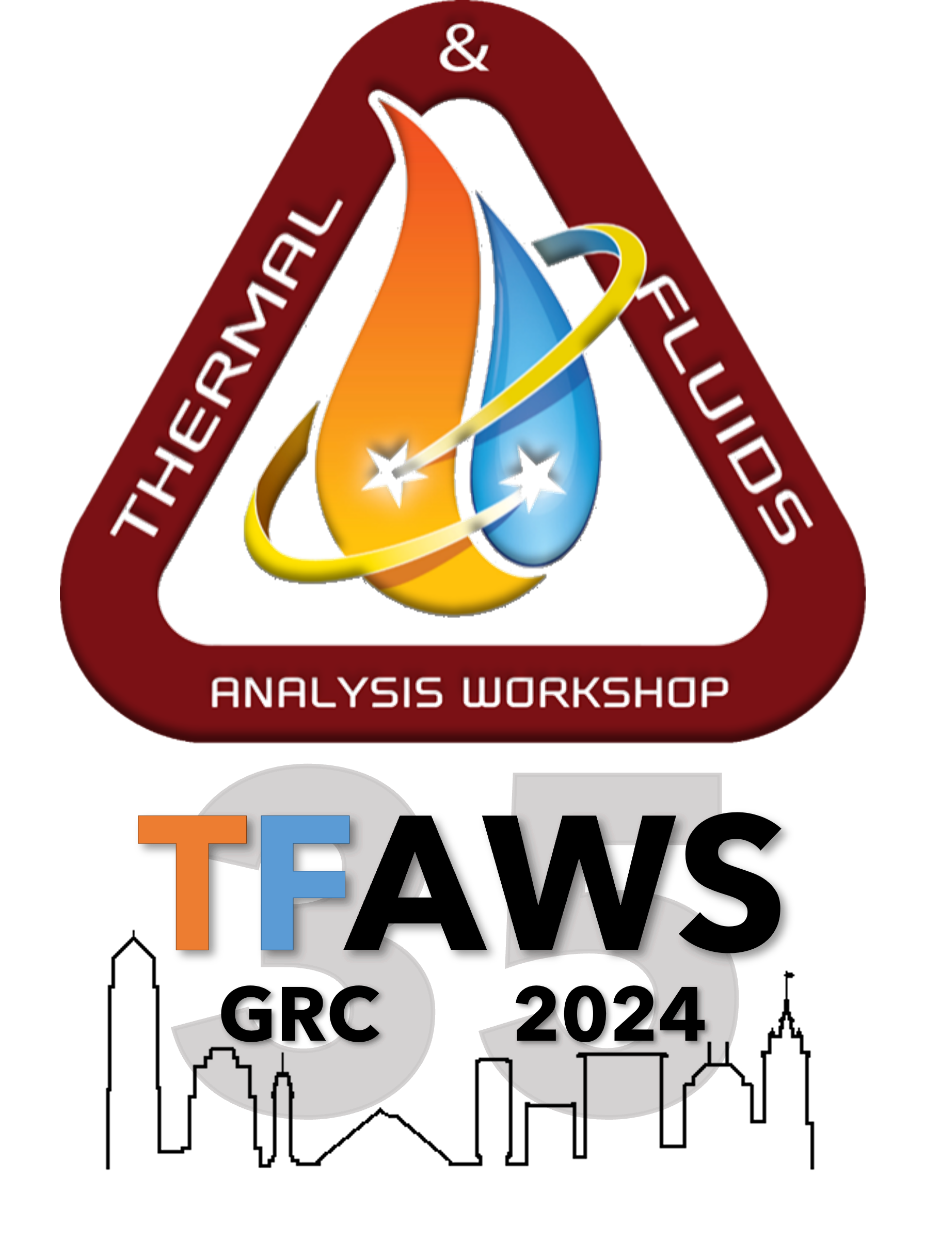 THERMAL
&
FLUIDS
ANALYSIS WORKSHOP
35
TFAWS
GRC 2024